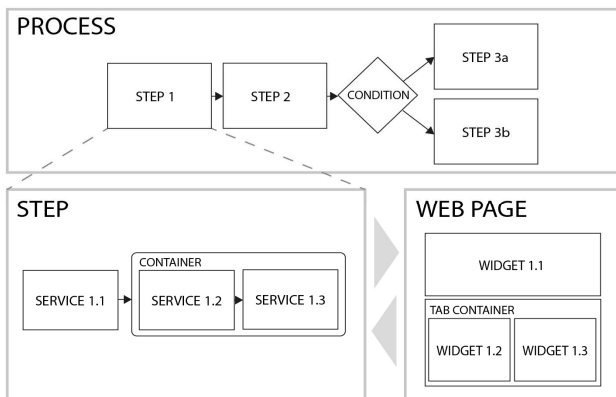 PROCESS
STEP 1
STEP 2
CONDITION
STEP 3a
STEP 3b
STEP
SERVICE 1.1
CONTAINER
SERVICE 1.2
SERVICE 1.3
WEB PAGE
WIDGET 1.1
TAB CONTAINER
WIDGET 1.2
WIDGET 1.3